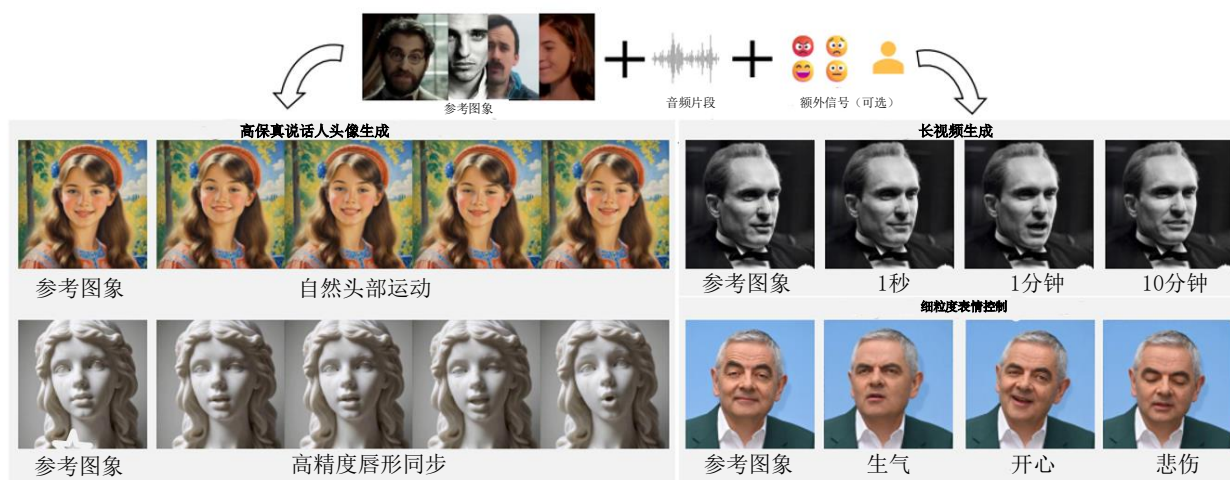 参考图象
音频片段
额外信号（可选）
高保真说话人头像生成
长视频生成
参考图象
自然头部运动
参考图象
1秒
1分钟
10分钟
细粒度表情控制
参考图象
高精度唇形同步
参考图象
生气
开心
悲伤